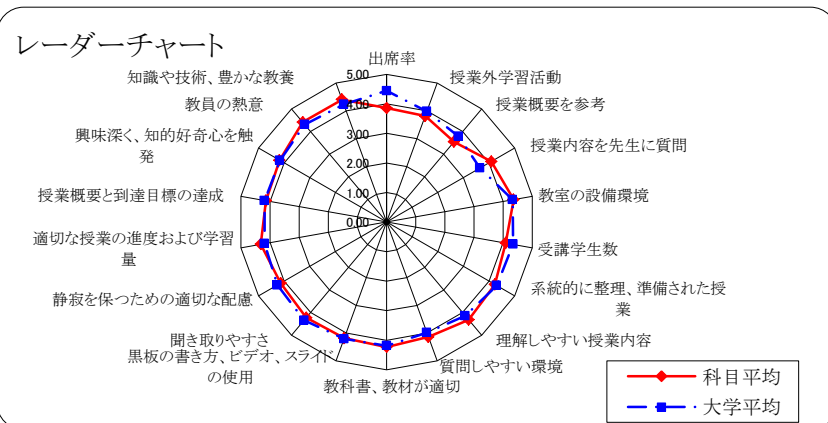 レーダーチャート
出席率
授業外学習活動
授業概要を参考
授業内容を先生に質問
教室の設備環境
受講学生数
系統的に整理、準備された授
業
理解しやすい授業内容
質問しやすい環境
教科書、教材が適切
黒板の書き方、ビデオ、スライド
の使用
聞き取りやすさ
静寂を保つための適切な配慮
適切な授業の進度および学習
量
授業概要と到達目標の達成
興味深く、知的好奇心を触
発
教員の熱意
知識や技術、豊かな教養
5.00
4.00
3.00
2.00
1.00
0.00
科目平均
大学平均